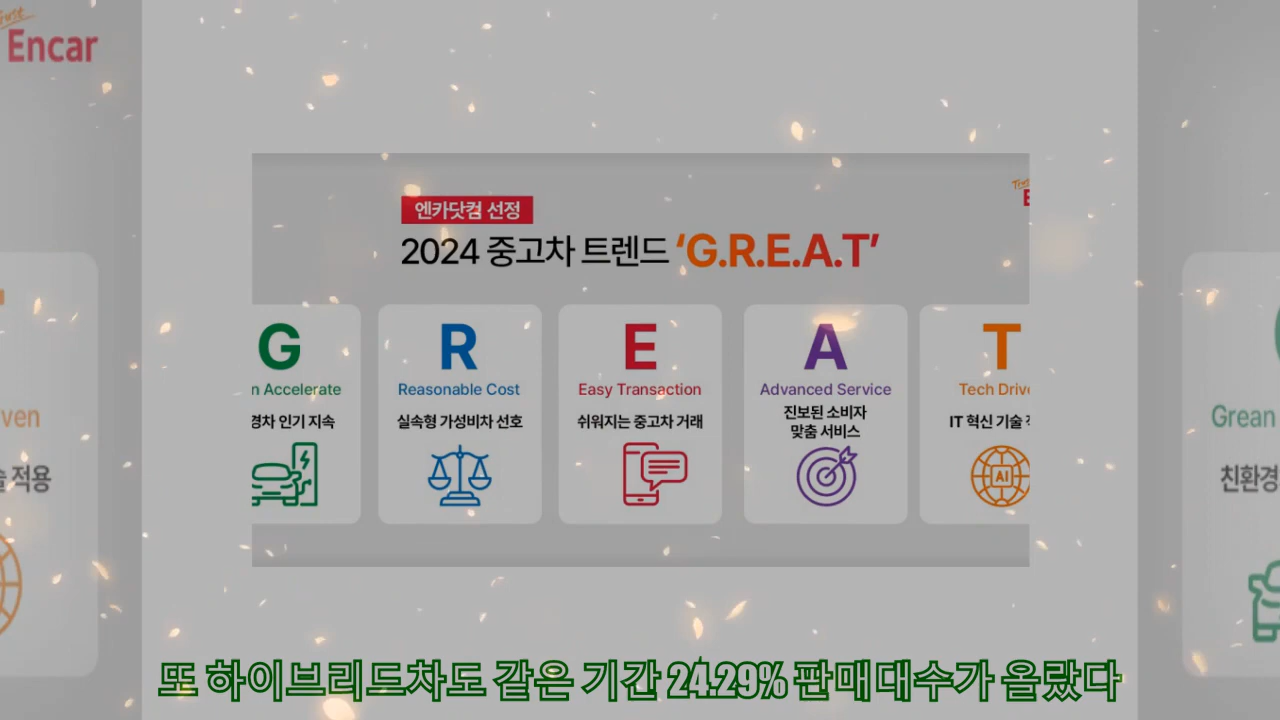 Trust
Encar
엔카닷컴 선정
2024 중고차 트렌드 ‘G.R.E.A.T’
G
R
E
A
T
n Accelerate
Reasonable Cost
Easy Transaction
Advanced Service
Tech Drive
경차 인기 지속
실속형 가성비차 선호
쉬워지는 중고차 거래
진보된 소비자
맞춤 서비스
IT 혁신 기술
AI
ven
술 적용
Grean
친환경
또 하이브리드차도 같은 기간 24.29% 판매대수가 올랐다